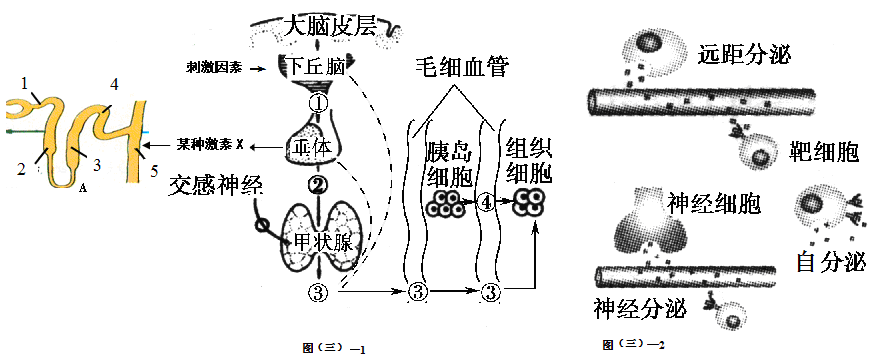 大脑皮层
刺激因素
下丘脑
①
某种激素 X
垂体
②
交感神经
甲状腺
③
毛细血管
胰岛
细胞
④
组织
细胞
③
③
1
4
2
3
5
A
图(三)—1
远距分泌
靶细胞
神经细胞
自分泌
神经分泌
图(三)—2